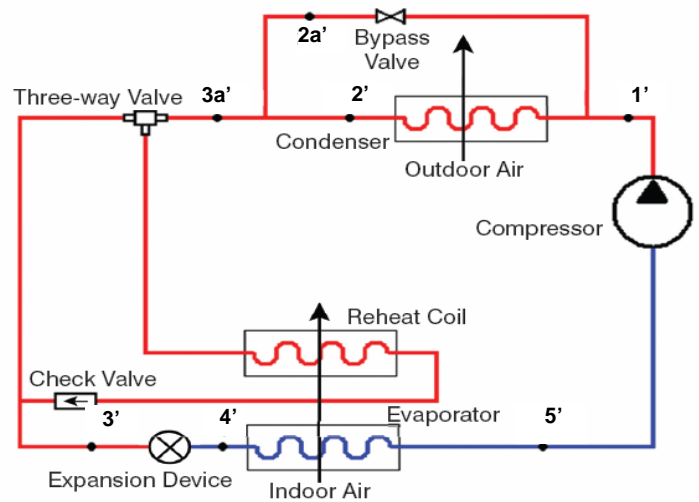 2a’
Bypass
Valve
Three-way Valve
3a’
2’
1’
Condenser
Outdoor Air
Compressor
Reheat Coil
Check Valve
3’
4’
Evaporator
5’
Expansion Device
Indoor Air